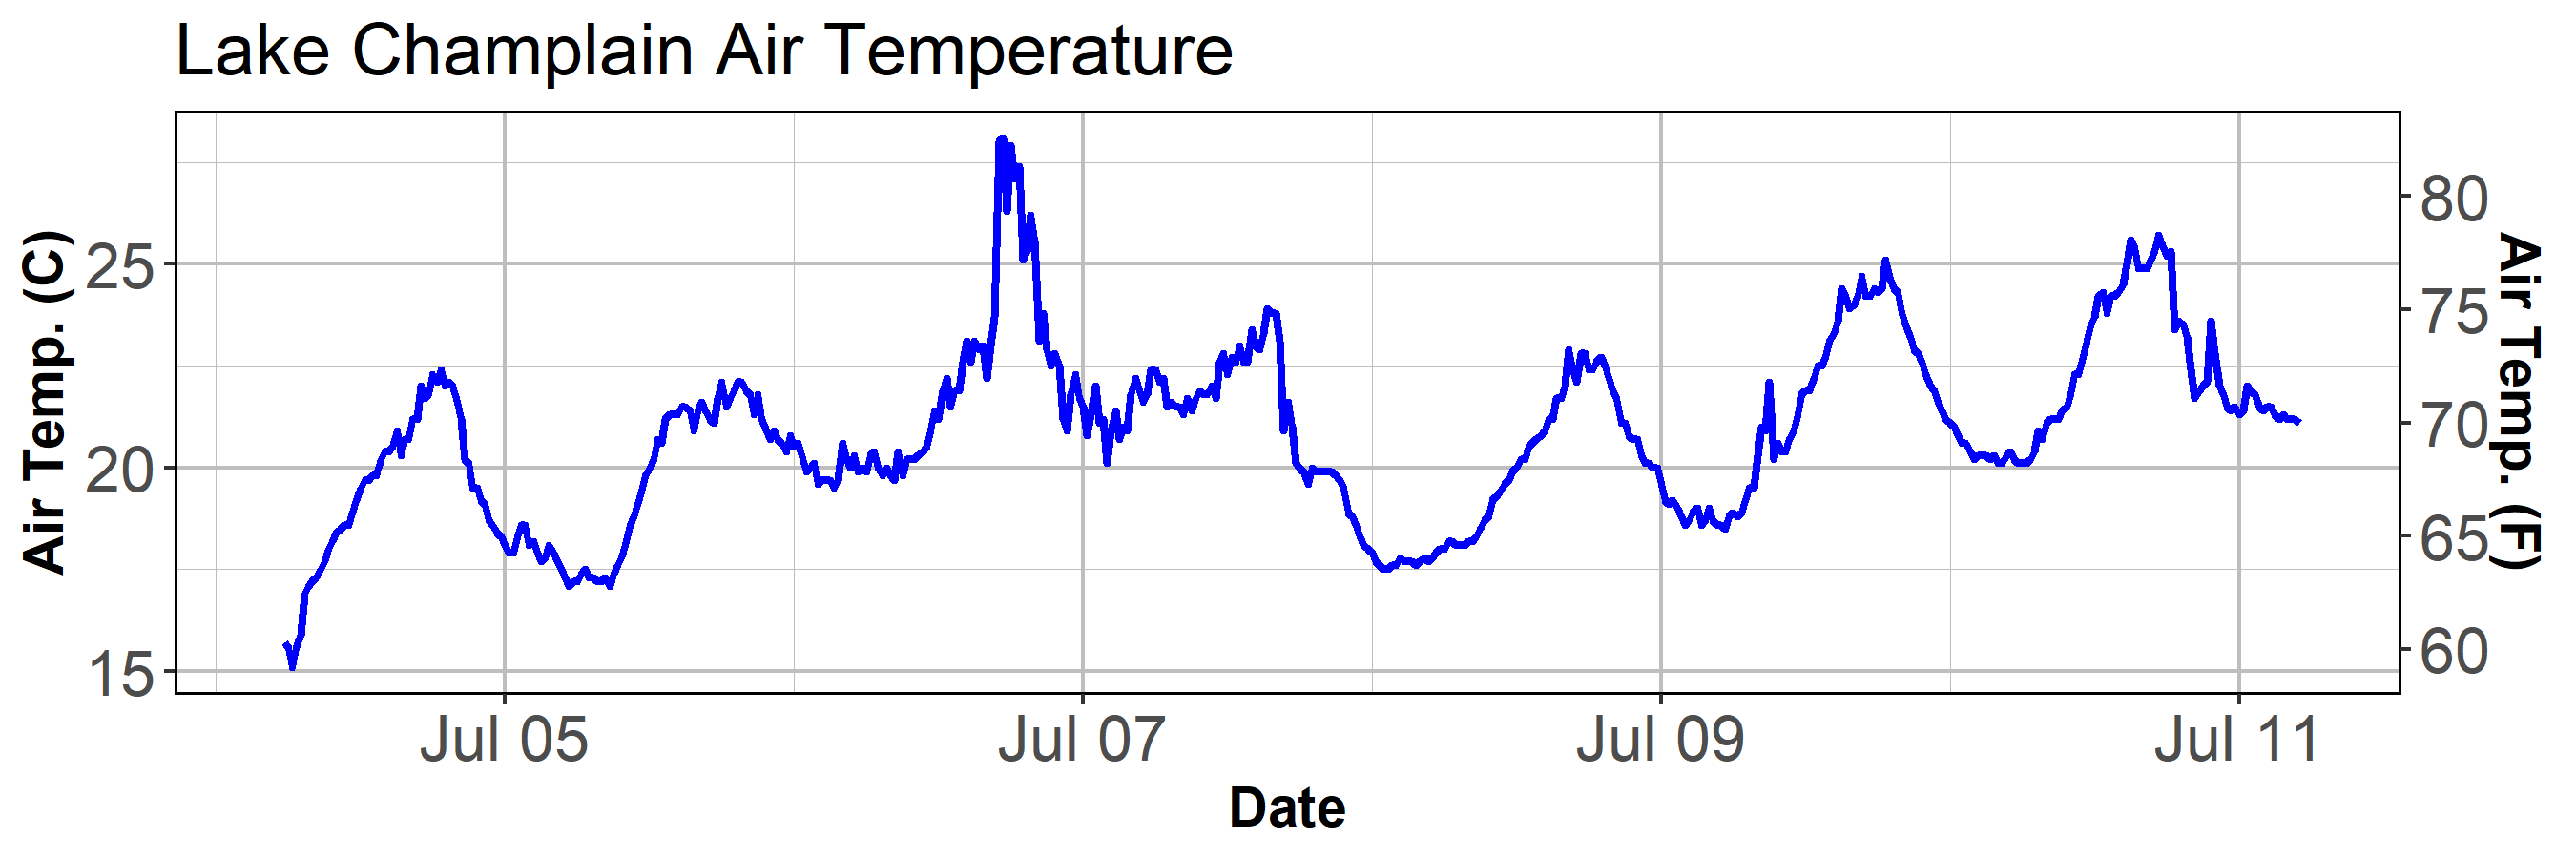 Lake Champlain Air Temperature
Air Temp. (C)
25
20
15
80
75
70
65
60
Air Temp. (F)
Jul 05
Jul 07
Jul 09
Jul 11
Date